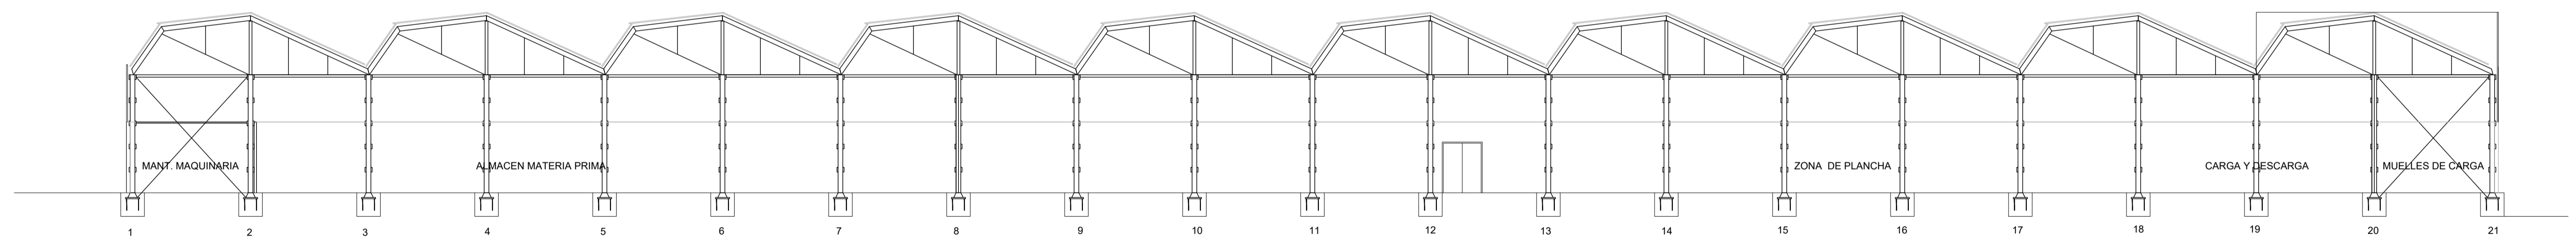 MANT. MAQUINARIA
ALMACEN MATERIA PRIMA
ZONA DE PLANCHA
CARGA Y DESCARGA
MUELLES DE CARGA
1 2 3 4 5 6 7 8 9 10 11 12 13 14 15 16 17 18 19 20 21